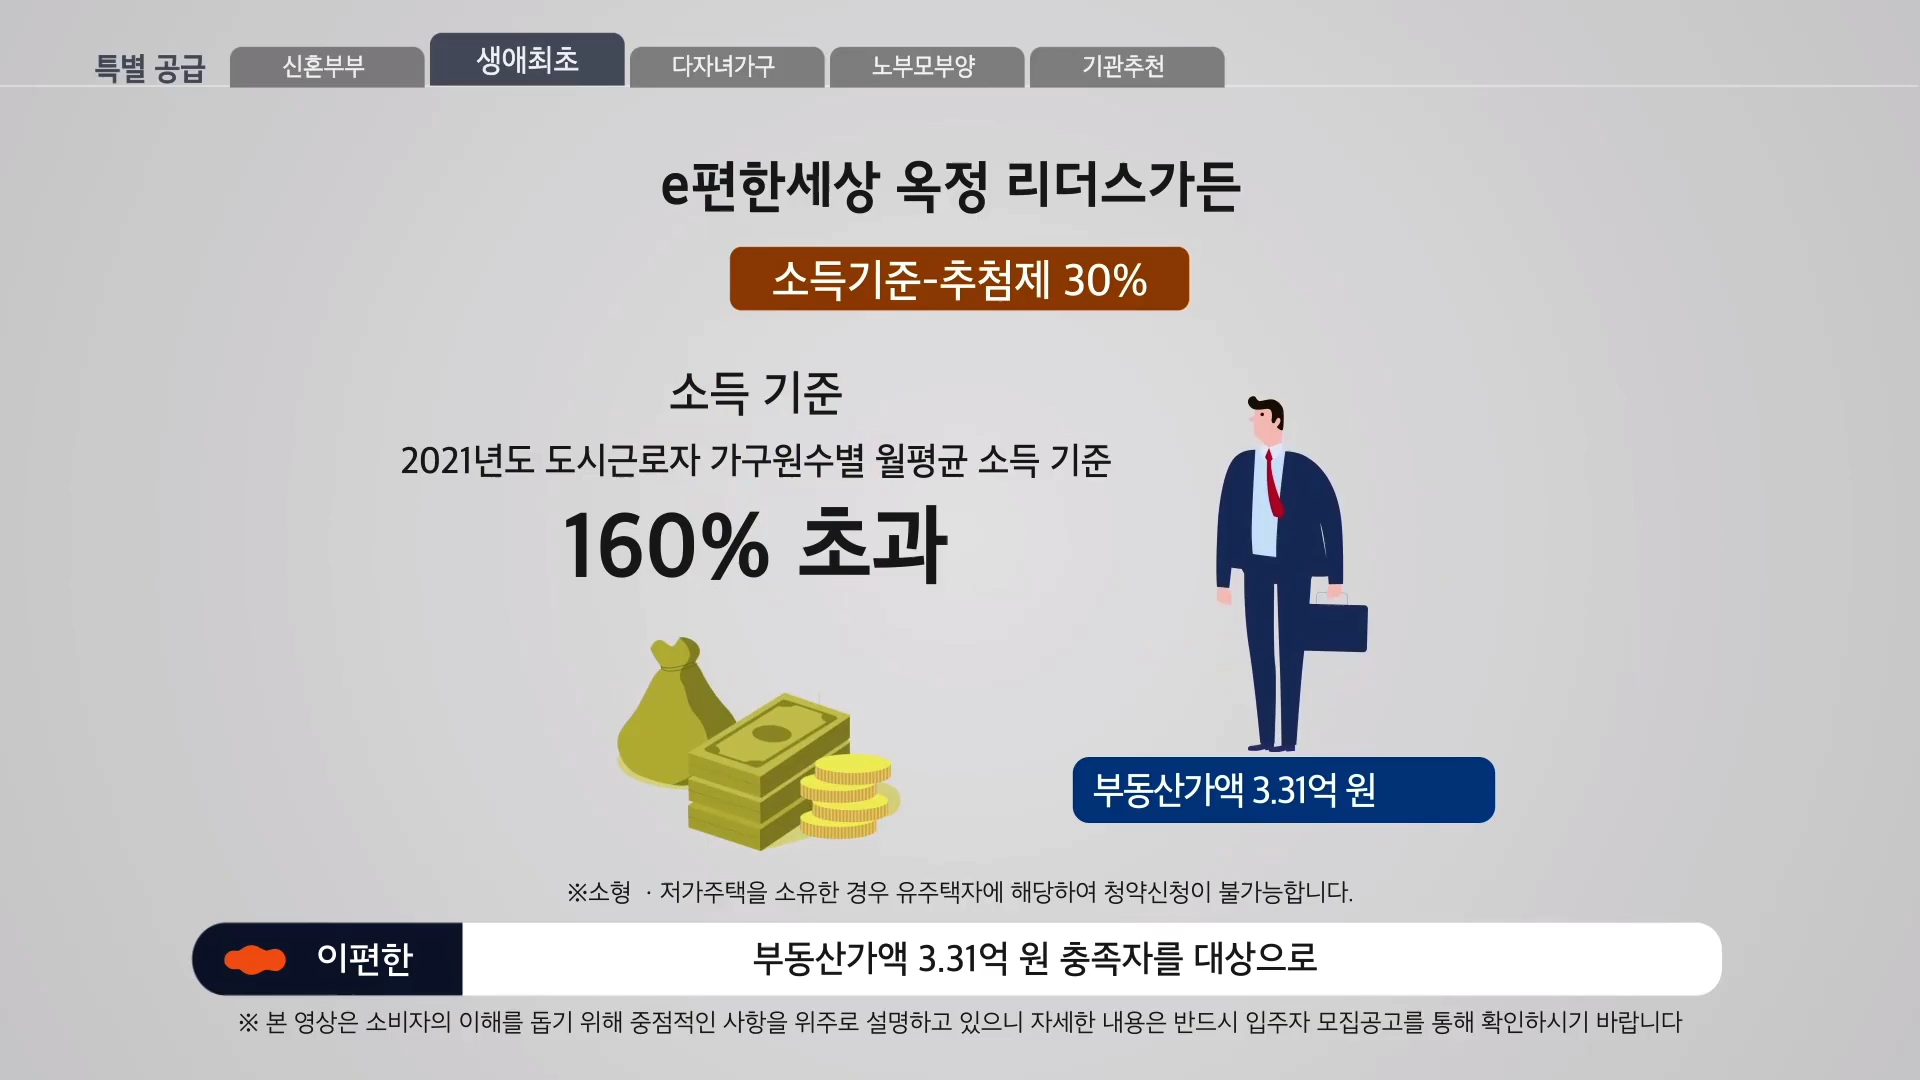 특별 공급
신혼부부
생애최초
다자녀가구
노부모부양
기관추천
e편한세상 옥정 리더스가든
소득기준-추첨제 30%
소득 기준
2021년도 도시근로자 가구원수별 월평균 소득 기준
160% 초과
부동산가액 3.31억 원
※소형 · 저가주택을 소유한 경우 유주택자에 해당하여 청약신청이 불가능합니다.
이편한
부동산가액 3.31억 원 충족자를 대상으로
※ 본 영상은 소비자의 이해를 돕기 위해 중점적인 사항을 위주로 설명하고 있으니 자세한 내용은 반드시 입주자 모집공고를 통해 확인하시기 바랍니다